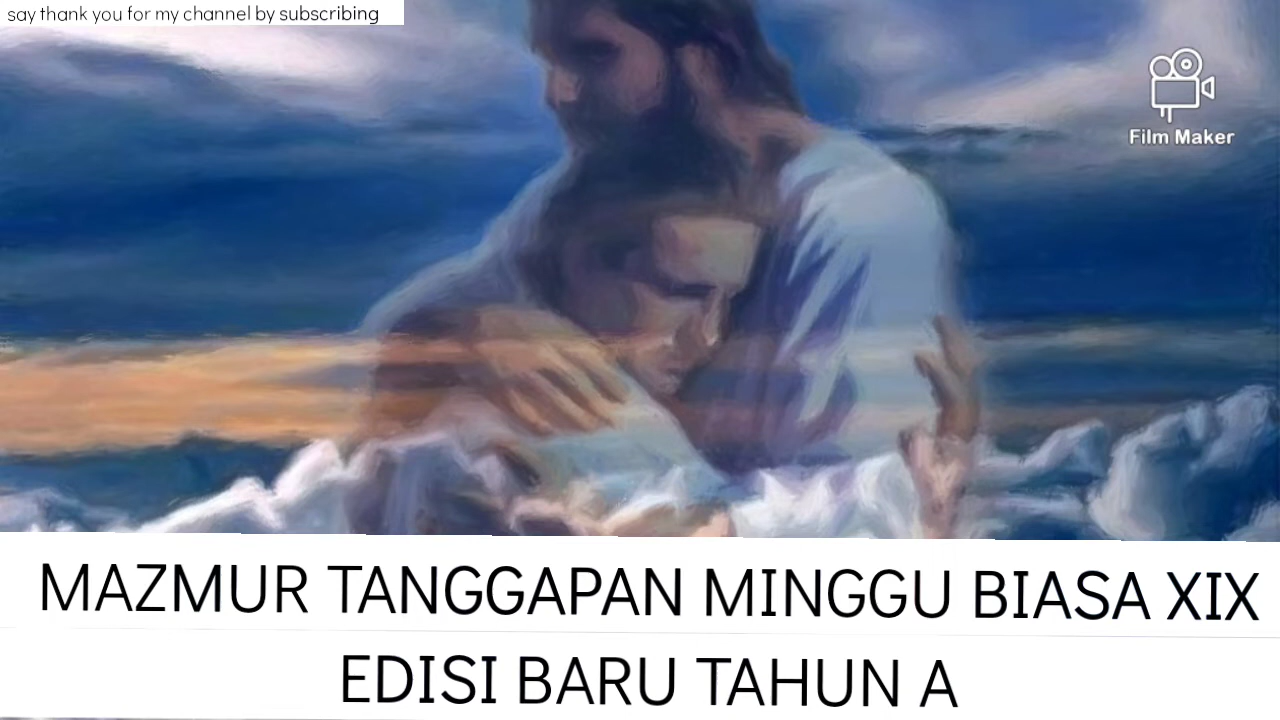 say thank you for my channel by subscribing
Film Maker
MAZMUR TANGGAPAN MINGGU BIASA XIX
EDISI BARU TAHUN A